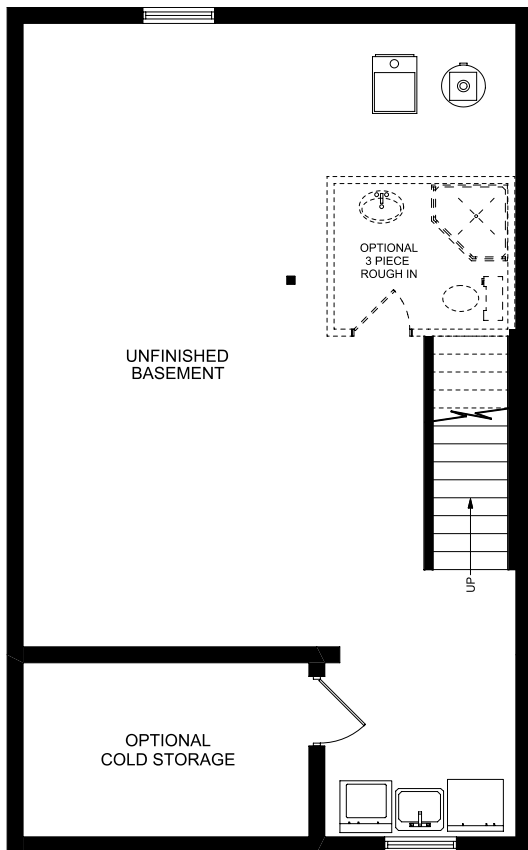 OPTIONAL
3 PIECE
ROUGH IN
UNFINISHED
BASEMENT
UP
OPTIONAL
COLD STORAGE